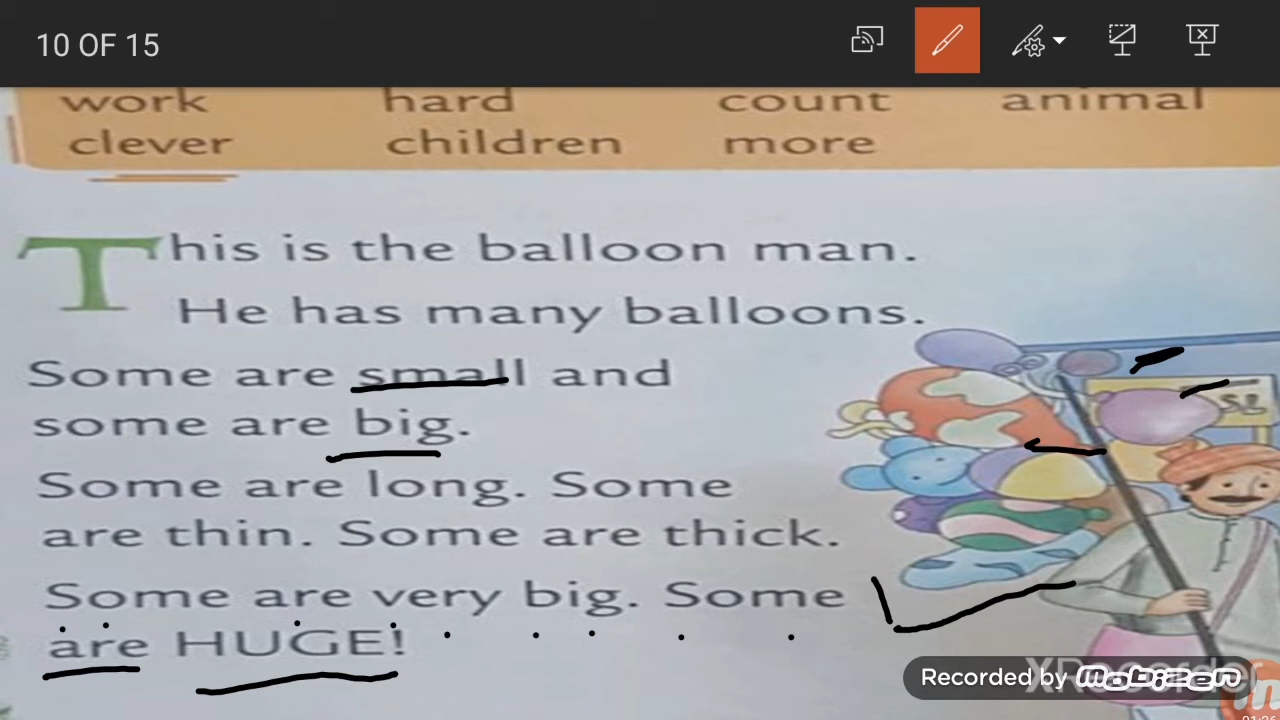 10 OF 15
work hard count animal
clever children more
This is the balloon man.
He has many balloons.
Some are small and
some are big.
Some are long. Some
are thin. Some are thick.
Some are very big. Some
are HUGE!
Recorded by Mobizen
XRecorder